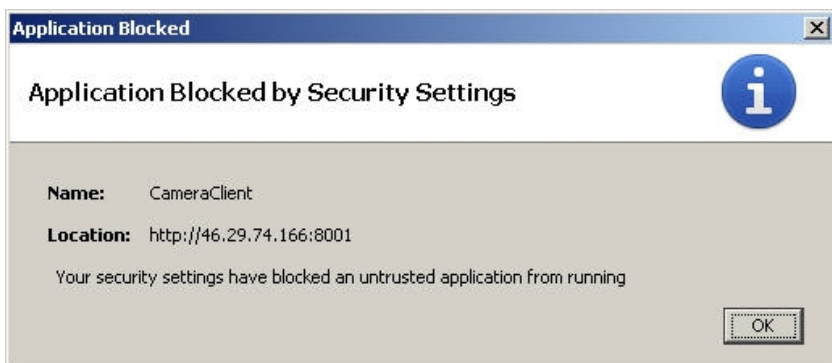 Application Blocked
Application Blocked by Security Settings
Name: CameraClient
Location: http://46.29.74.166:8001
Your security settings have blocked an untrusted application from running
OK